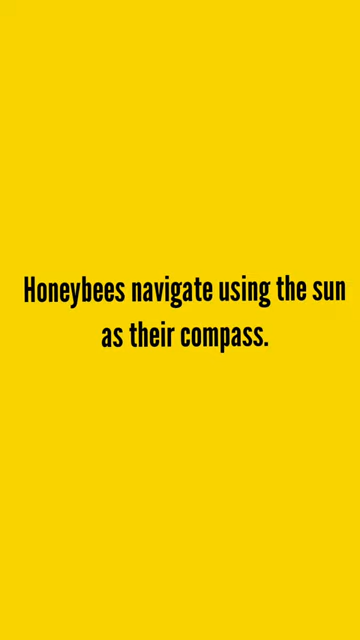 Honeybees navigate using the sun
as their compass.